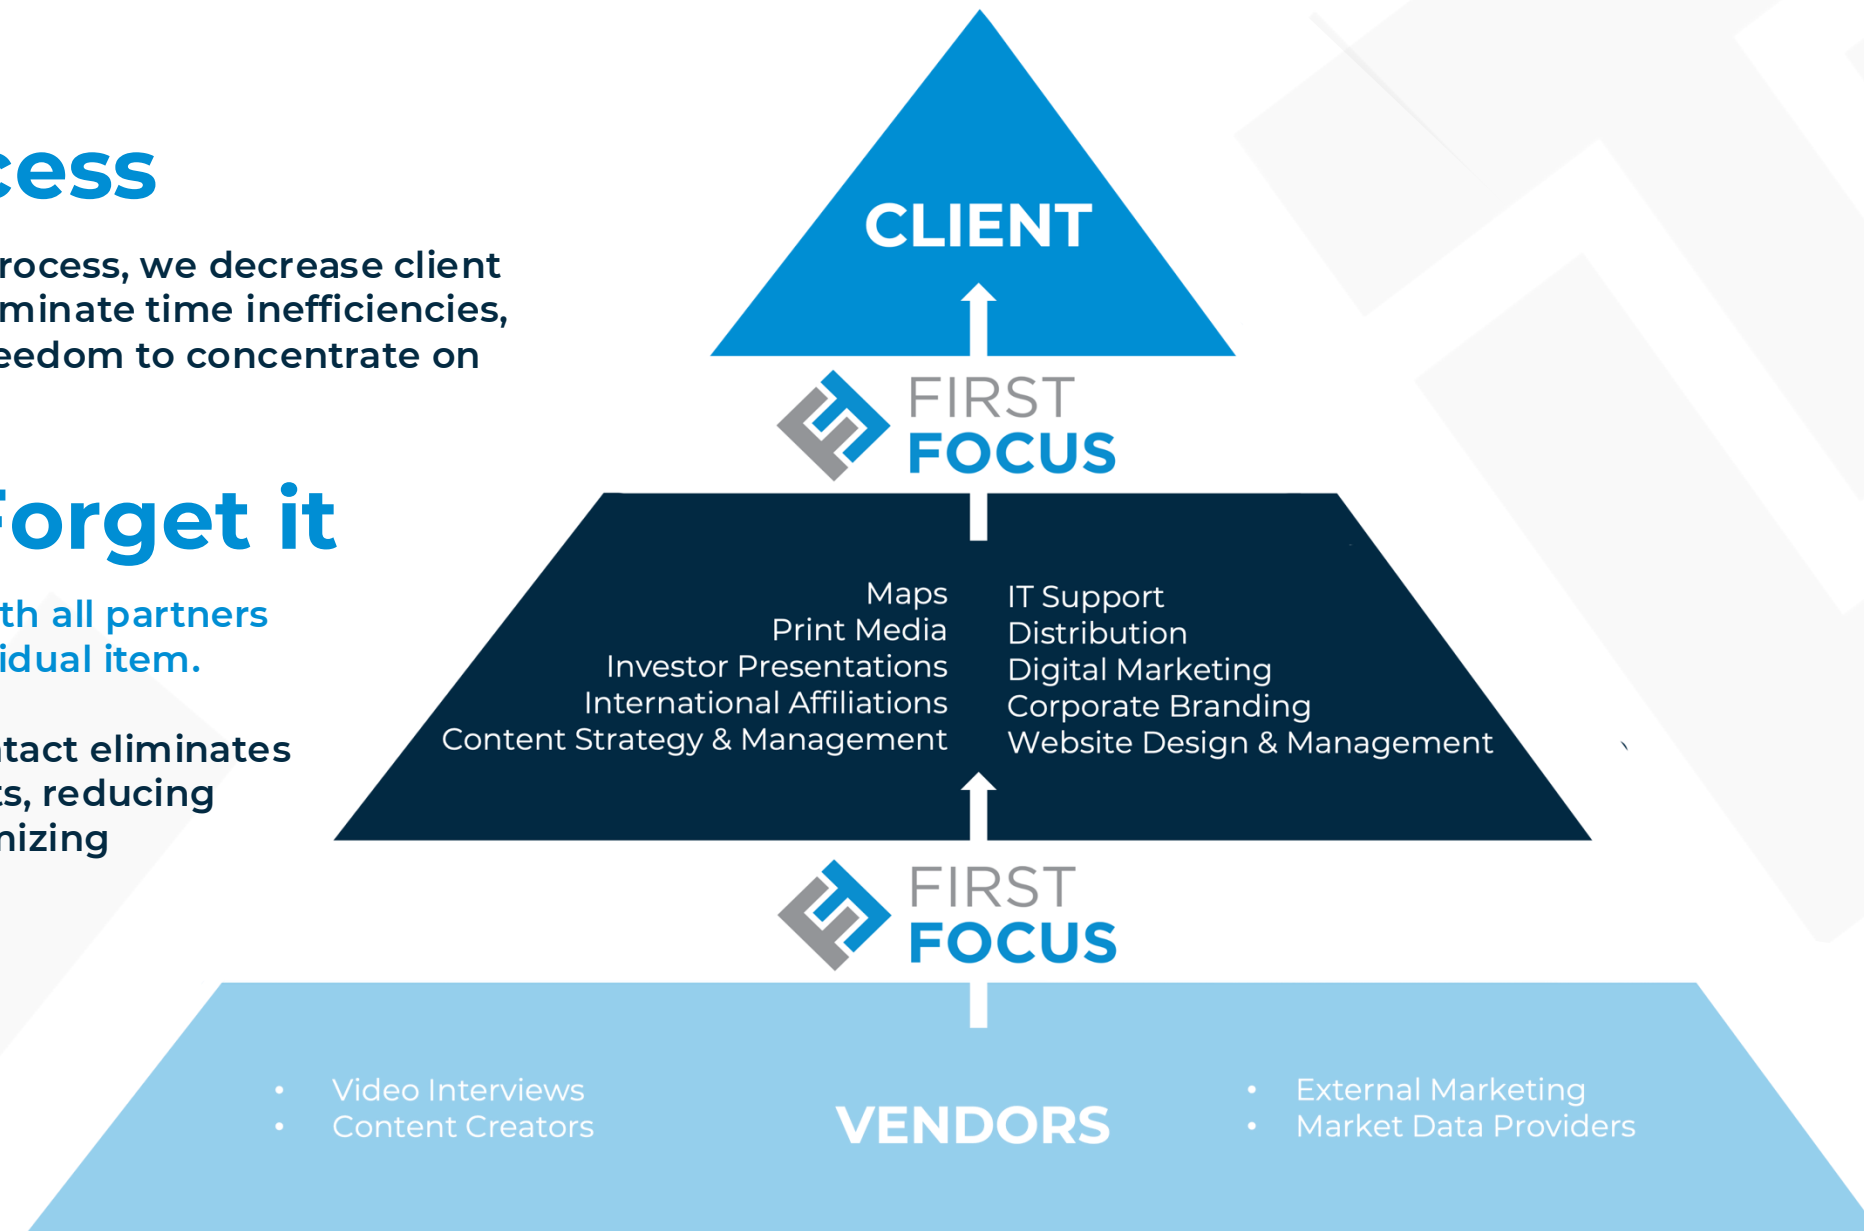 cess
rocess, we decrease client
minate time inefficiencies,
eedom to concentrate on
Forget it
th all partners
idual item.
tact eliminates
ts, reducing
mizing
CLIENT
FIRST
FOCUS
Maps
Print Media
Investor Presentations
International Affiliations
Content Strategy & Management
IT Support
Distribution
Digital Marketing
Corporate Branding
Website Design & Management
FIRST
FOCUS
• Video Interviews
• Content Creators
VENDORS
• External Marketing
• Market Data Providers